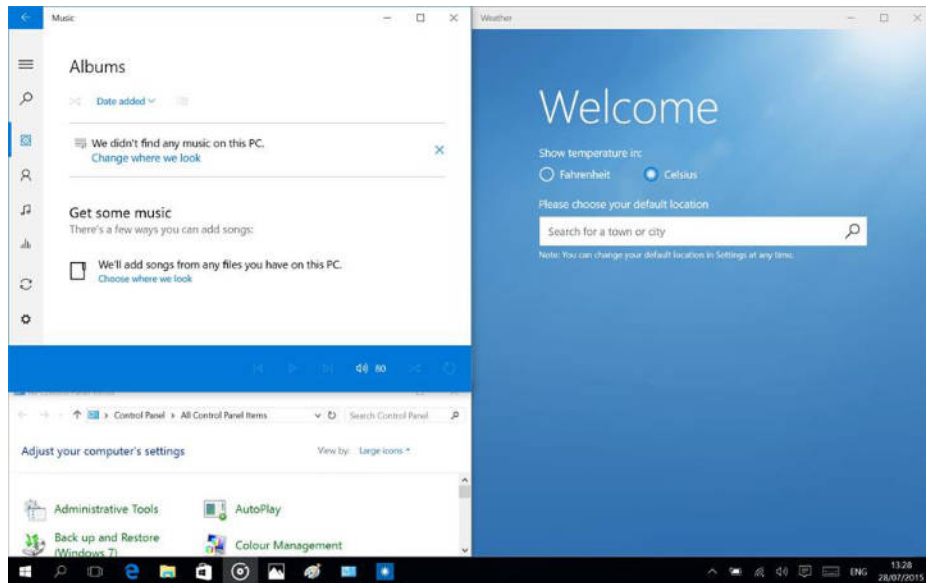 Music
Albums
Date added
We didn't find any music on this PC.
Change where we look
Get some music
There's a few ways you can add songs:
We'll add songs from any files you have on this PC.
Choose where we look
80
Control Panel > All Control Panel Items
Search Control Panel
Adjust your computer's settings
View by: Large icons
Administrative Tools
AutoPlay
Back up and Restore
(Windows 7)
Colour Management
Weather
Welcome
Show temperature in:
Fahrenheit
Celsius
Please choose your default location
Search for a town or city
Note: You can change your default location in Settings at any time.
ENG
13:28
28/07/2015